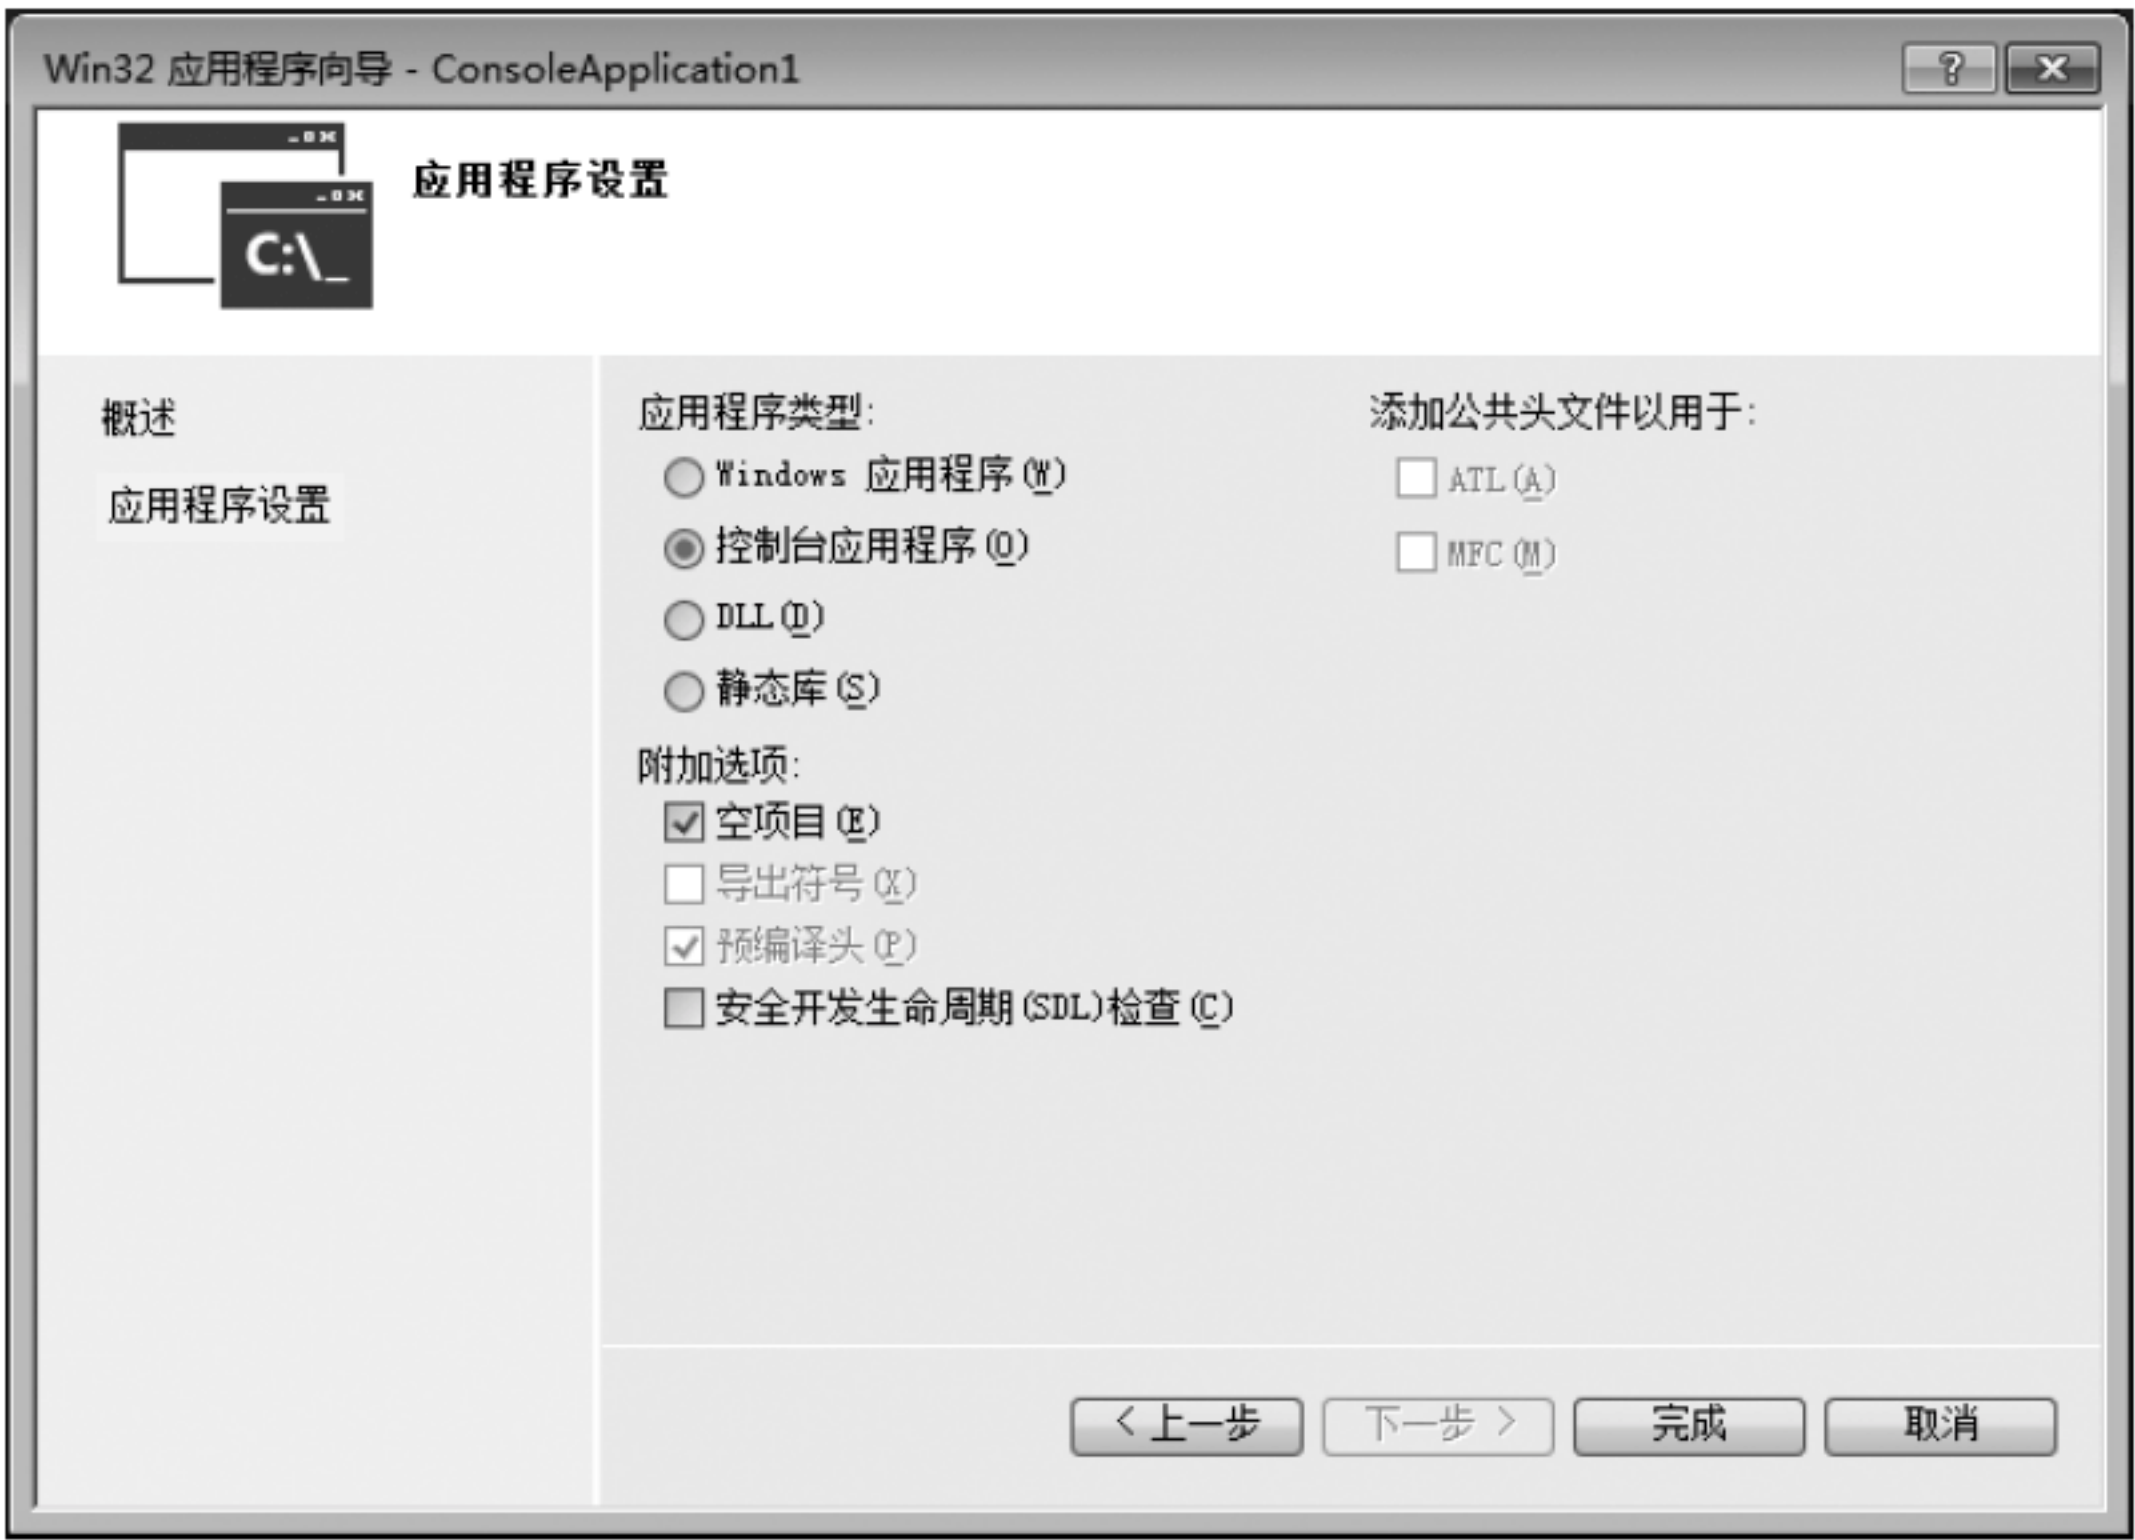 Win32 应用程序向导 - ConsoleApplication1
C:\_
应用程序设置
概述
应用程序设置
应用程序类型:
Windows 应用程序(W)
控制台应用程序(O)
DLL(D)
静态库(S)
附加选项:
空项目(E)
导出符号(X)
预编译头(P)
安全开发生命周期(SDL)检查(C)
添加公共头文件以用于:
ATL(A)
MFC(M)
< 上一步
下一步 >
完成
取消